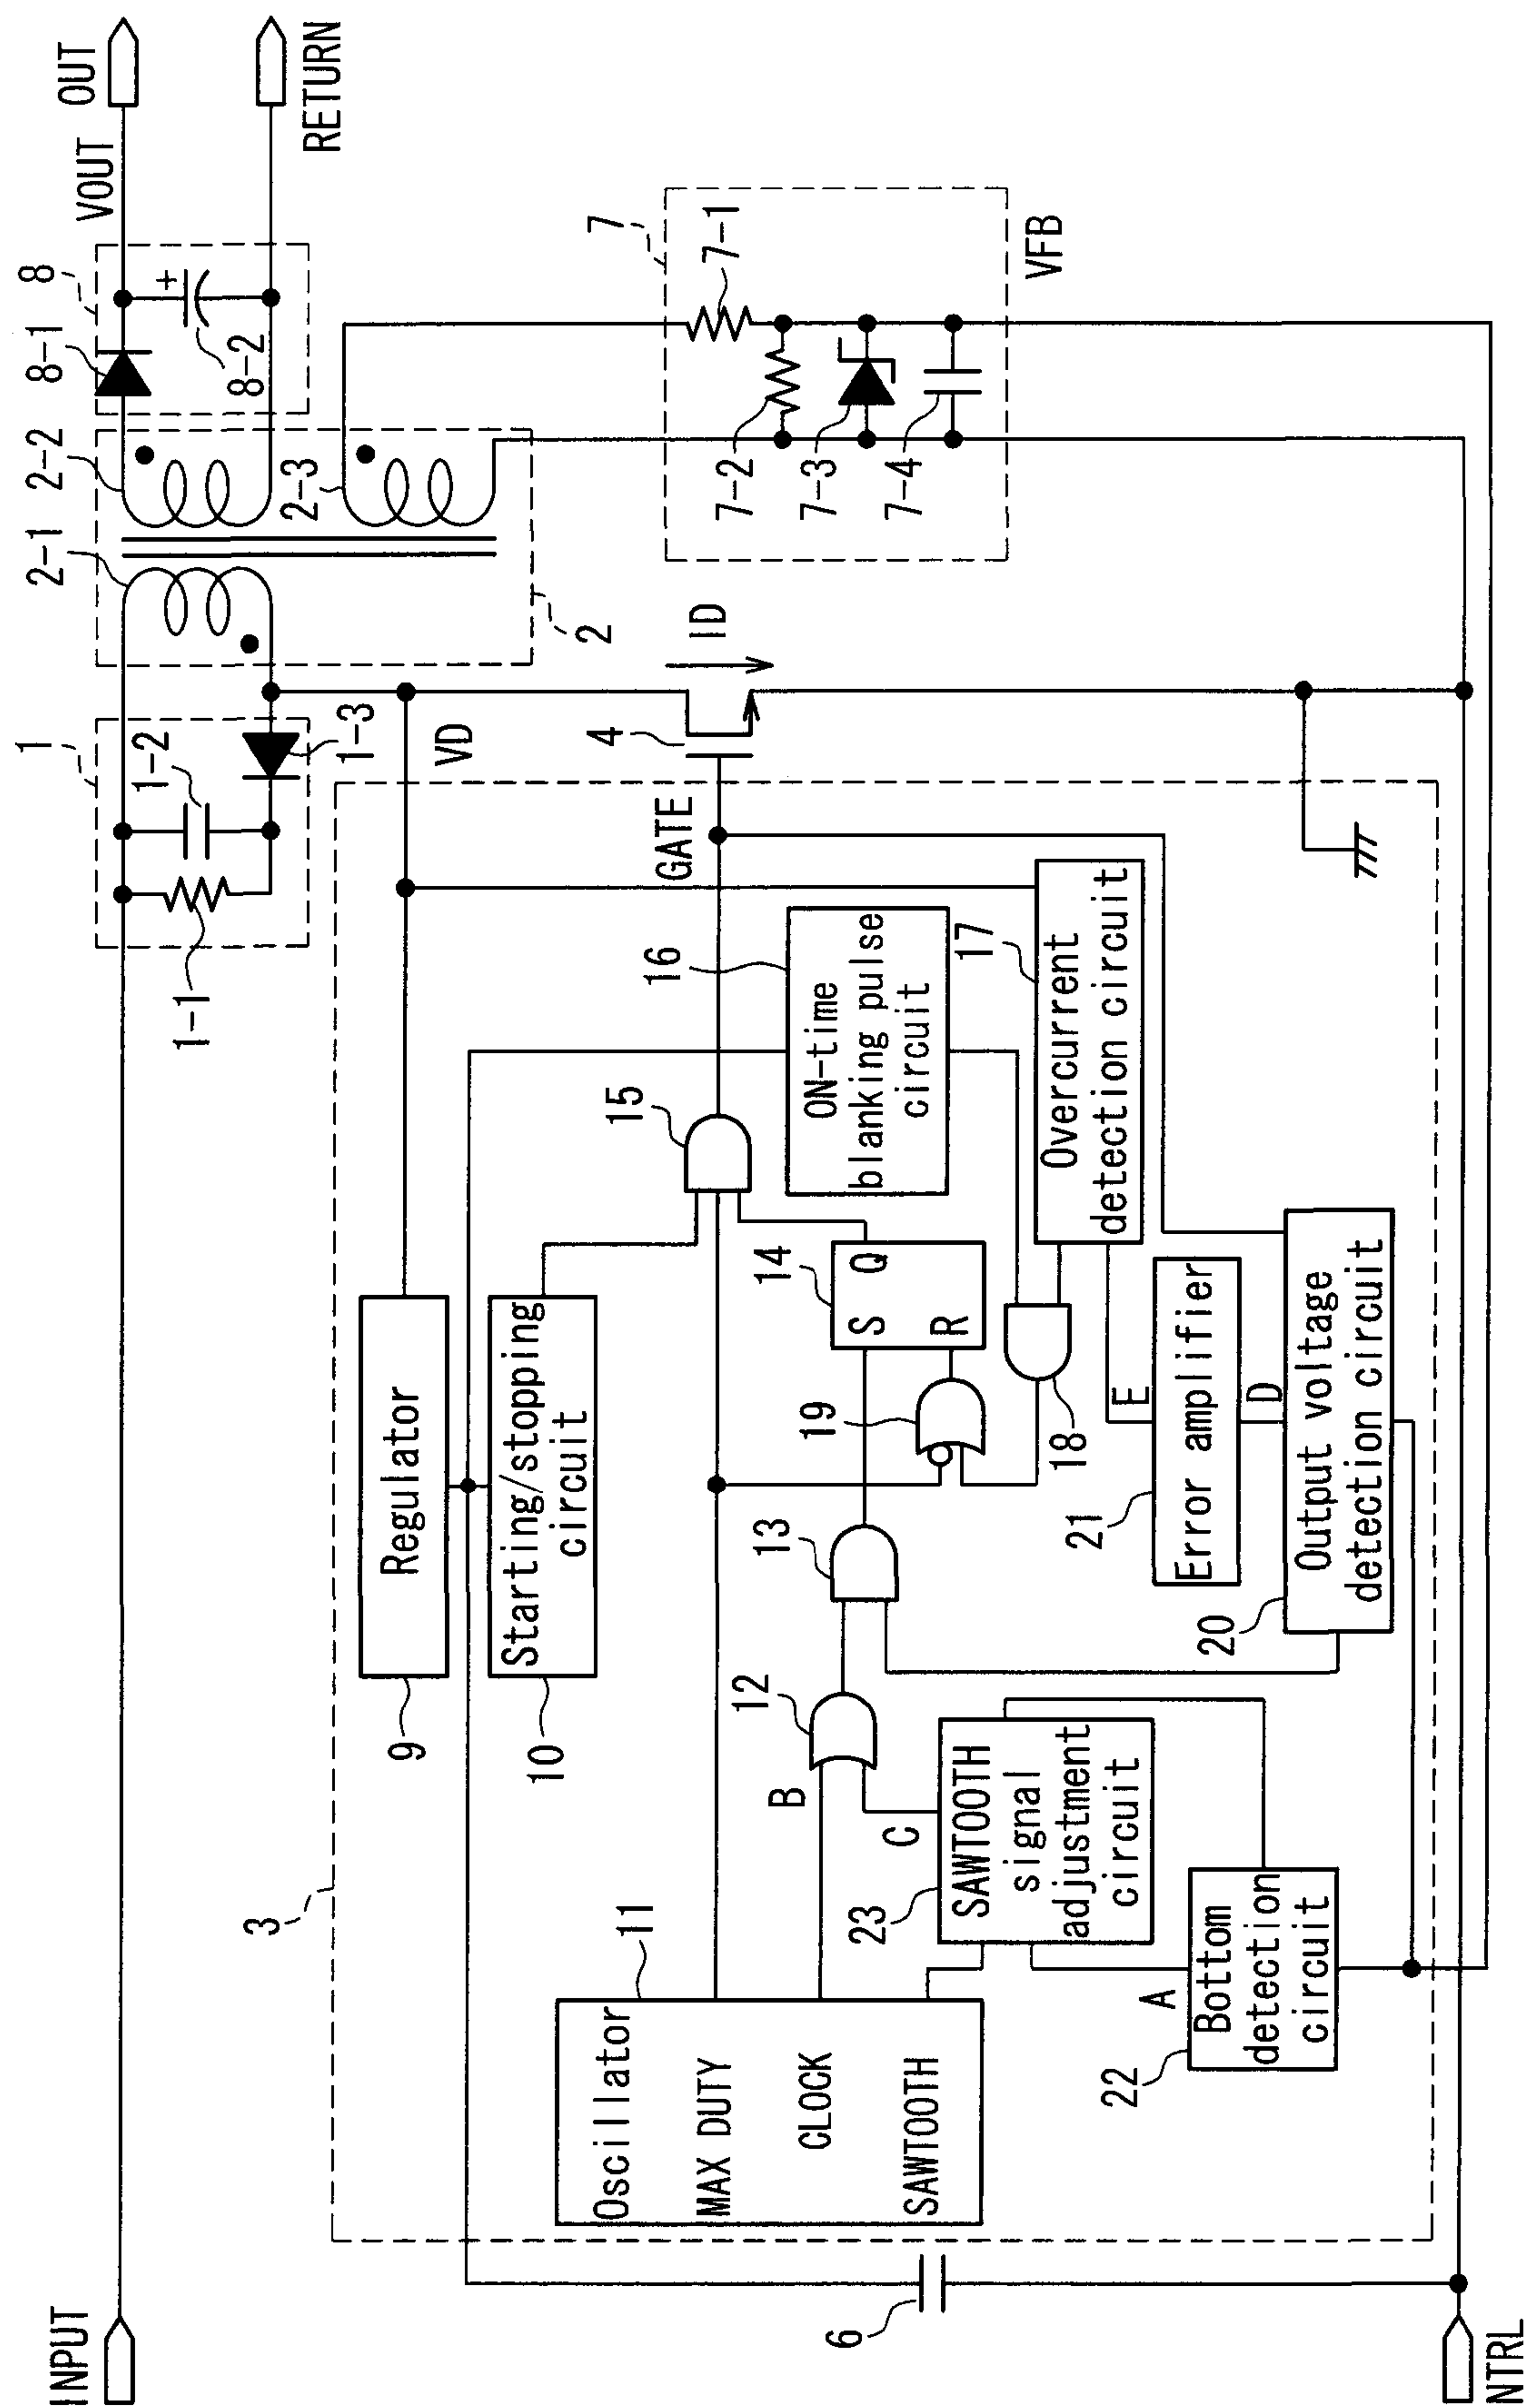 INPUT
NTRL
OUT
RETURN
VOUT
1
1-1
1-2
1-3
2
2-1
2-2
2-3
8
8-1
8-2
7
7-1
7-2
7-3
7-4
VFB
VD
ID
4
GATE
3
6
9
Regulator
10
Starting/stopping
circuit
11
Oscillator
MAX DUTY
CLOCK
SAWTOOTH
B
C
12
13
14
S
R
Q
15
16
ON-time
blanking pulse
circuit
17
Overcurrent
detection circuit
18
19
E
21
Error amplifier
D
20
Output voltage
detection circuit
23
SAWTOOTH
signal
adjustment
circuit
A
22
Bottom
detection
circuit
+